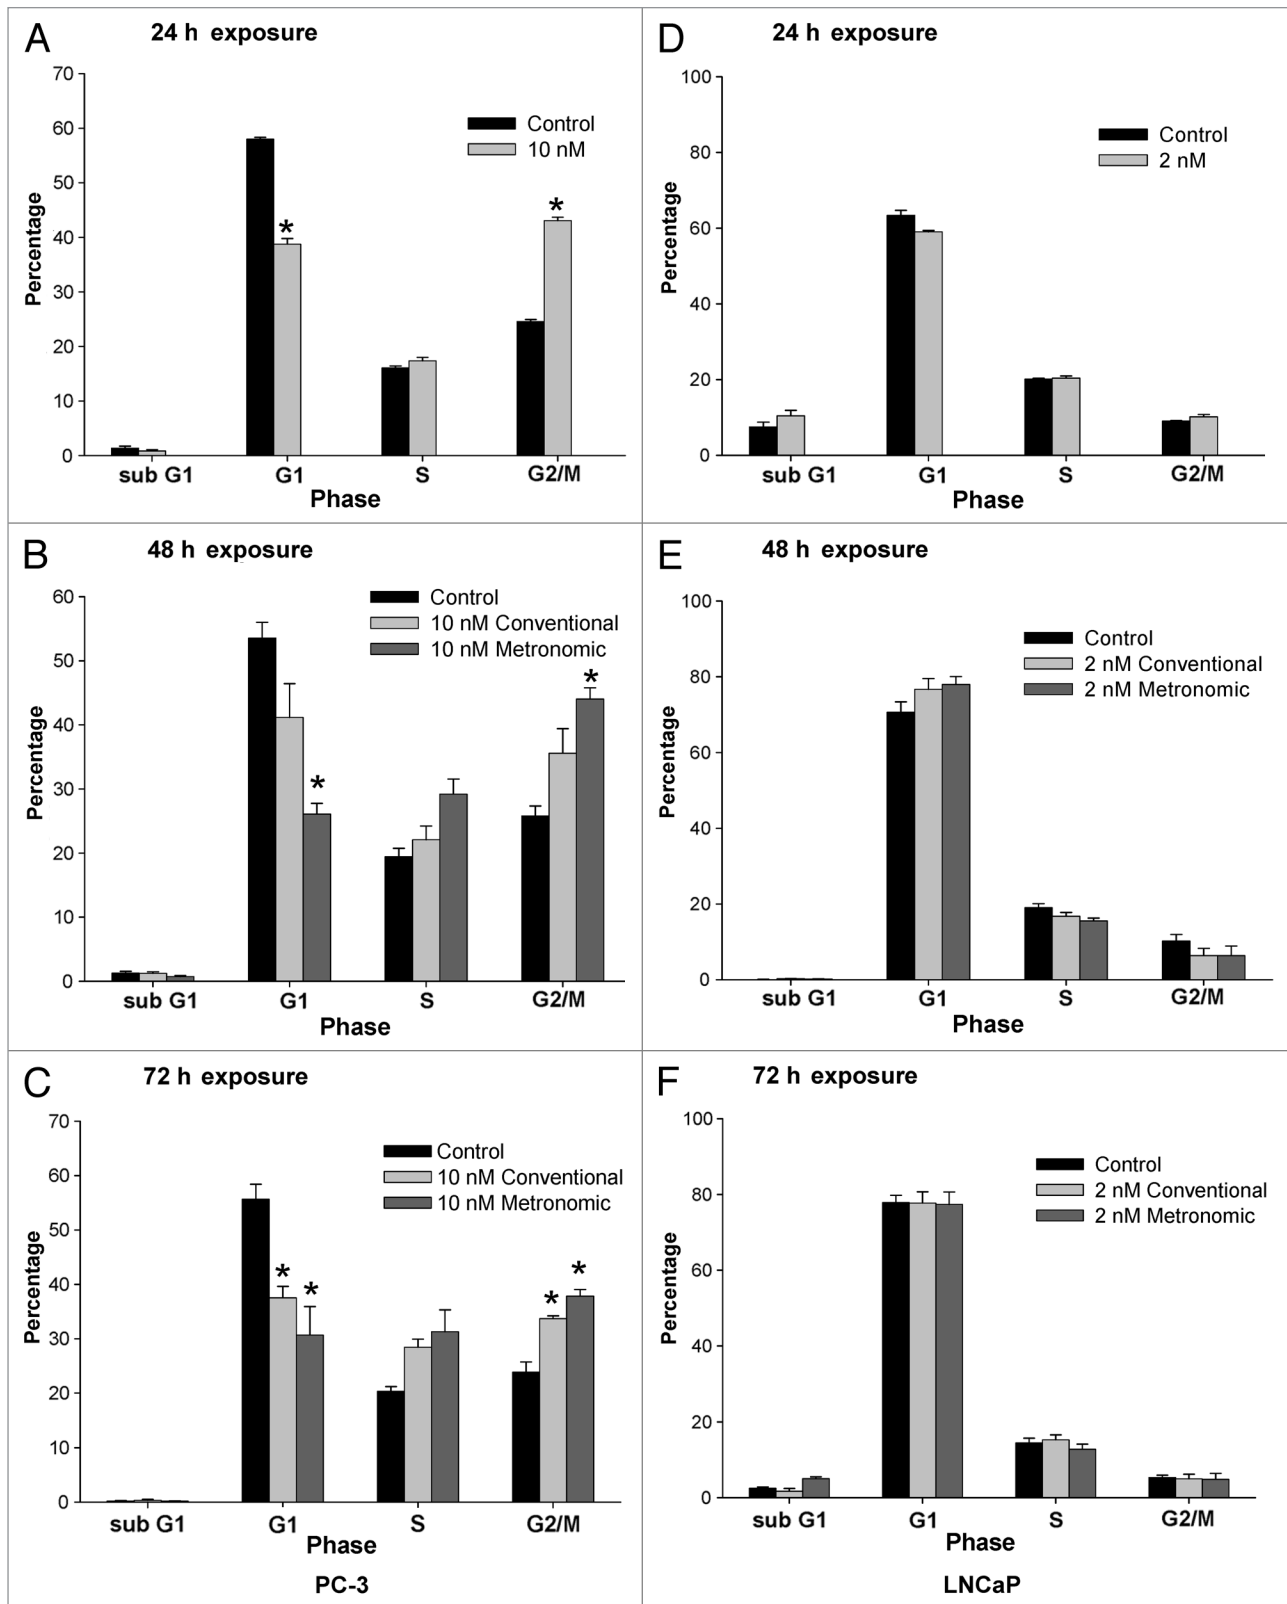 A
24 h exposure
70
60
50
40
30
20
10
0
Percentage
Control
10 nM
*
*
sub G1
G1
S
G2/M
Phase
D
24 h exposure
100
80
60
40
20
0
Percentage
Control
2 nM
sub G1
G1
S
G2/M
Phase
B
48 h exposure
60
50
40
30
20
10
0
Percentage
Control
10 nM Conventional
10 nM Metronomic
*
*
sub G1
G1
S
G2/M
Phase
E
48 h exposure
100
80
60
40
20
0
Percentage
Control
2 nM Conventional
2 nM Metronomic
sub G1
G1
S
G2/M
Phase
C
72 h exposure
70
60
50
40
30
20
10
0
Percentage
Control
10 nM Conventional
10 nM Metronomic
*
*
*
*
sub G1
G1
S
G2/M
Phase
PC-3
F
72 h exposure
100
80
60
40
20
0
Percentage
Control
2 nM Conventional
2 nM Metronomic
sub G1
G1
S
G2/M
Phase
LNCaP